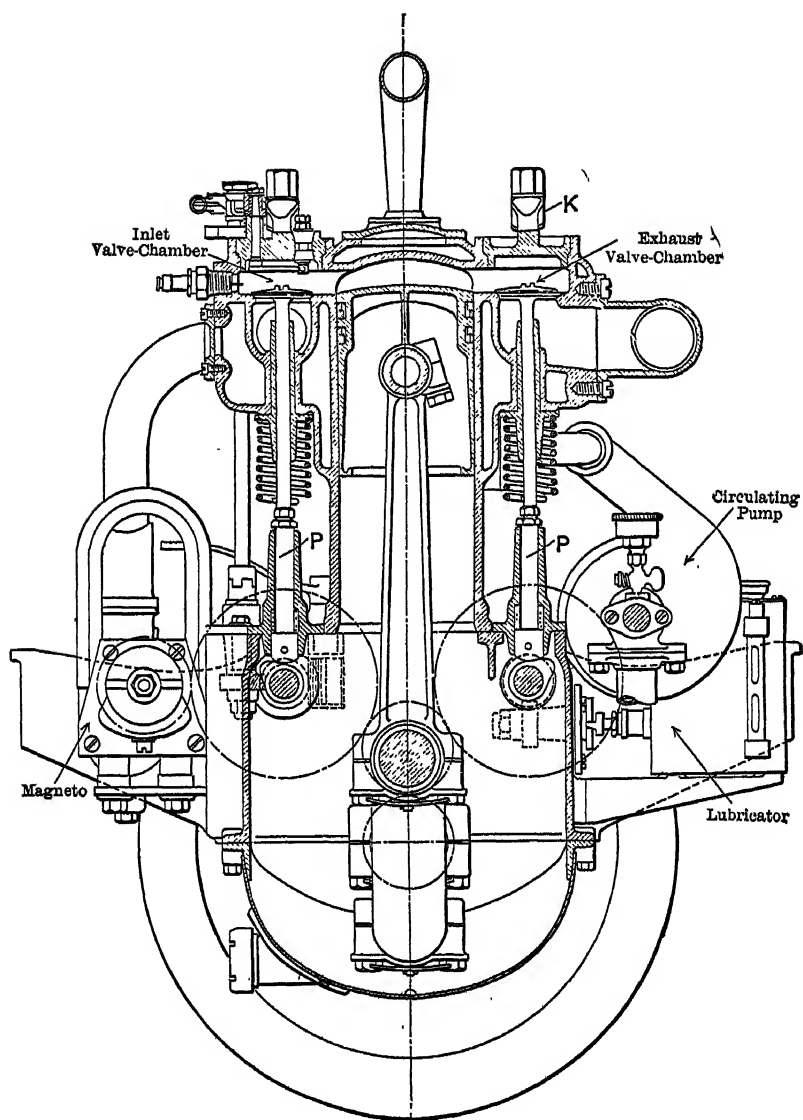 K
Inlet
Valve-Chamber
Exhaust
Valve-Chamber
Circulating
Pump
P
P
Magneto
Lubricator